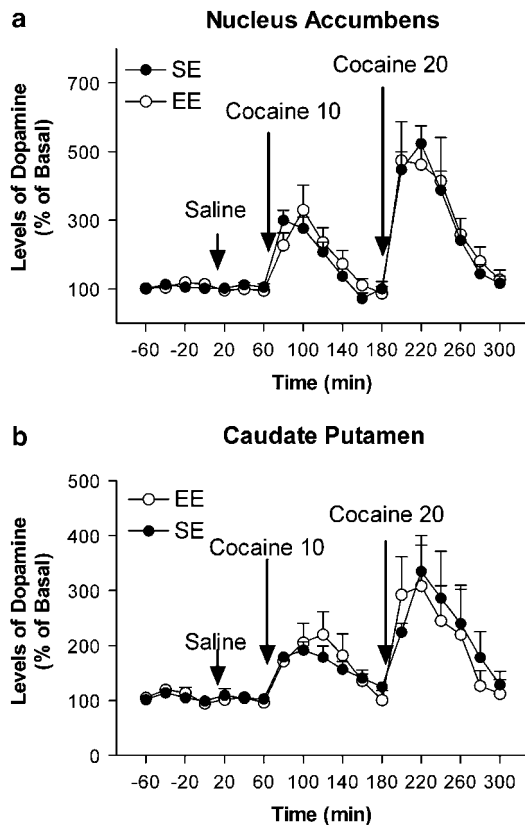 a Nucleus Accumbens
SE
EE
Cocaine 20
Cocaine 10
Saline
Levels of Dopamine
(% of Basal)
700
500
300
100
-60 -20 20 60 100 140 180 220 260 300
Time (min)
b Caudate Putamen
EE
SE
Cocaine 20
Cocaine 10
Saline
Levels of Dopamine
(% of Basal)
500
400
300
200
100
0
-60 -20 20 60 100 140 180 220 260 300
Time (min)